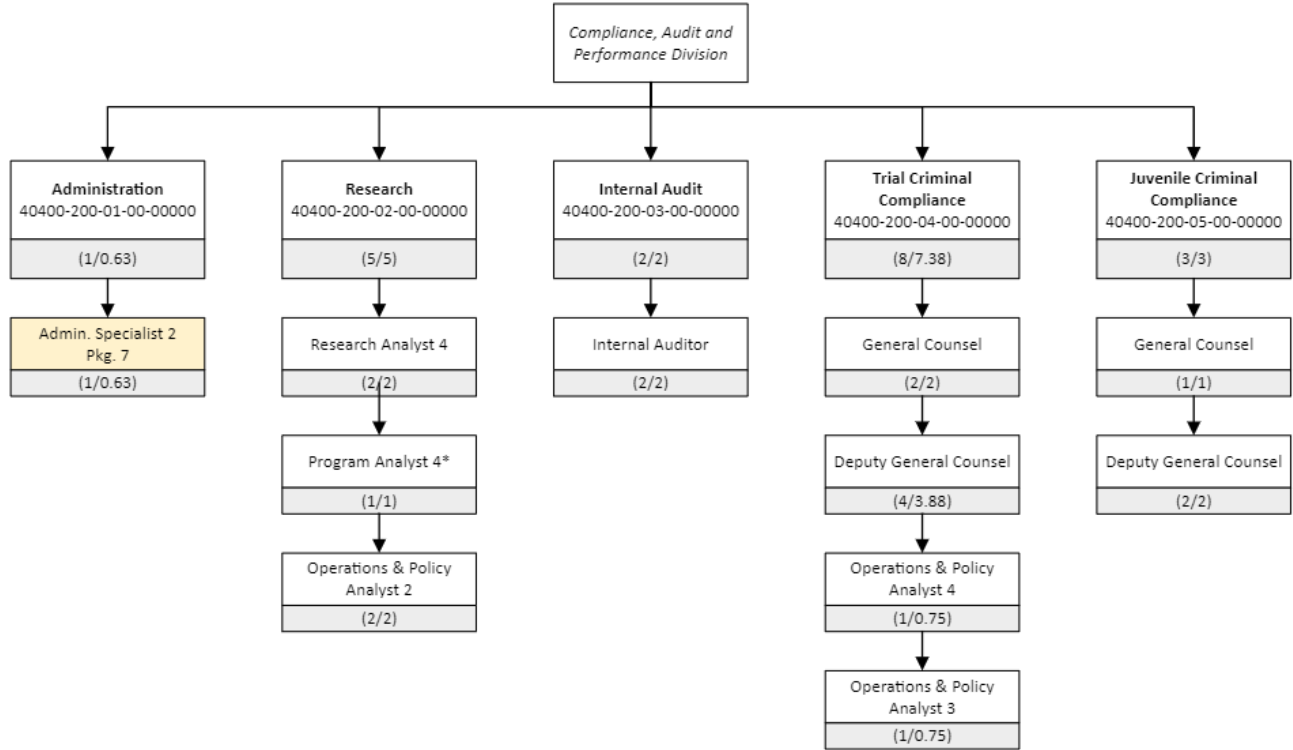 Compliance, Audit and
Performance Division
Administration
40400-200-01-00-00000
(1/0.63)
Admin. Specialist 2
Pkg. 7
(1/0.63)
Research
40400-200-02-00-00000
(5/5)
Research Analyst 4
(2/2)
Program Analyst 4*
(1/1)
Operations & Policy
Analyst 2
(2/2)
Internal Audit
40400-200-03-00-00000
(2/2)
Internal Auditor
(2/2)
Trial Criminal
Compliance
40400-200-04-00-00000
(8/7.38)
General Counsel
(2/2)
Deputy General Counsel
(4/3.88)
Operations & Policy
Analyst 4
(1/0.75)
Operations & Policy
Analyst 3
(1/0.75)
Juvenile Criminal
Compliance
40400-200-05-00-00000
(3/3)
General Counsel
(1/1)
Deputy General Counsel
(2/2)